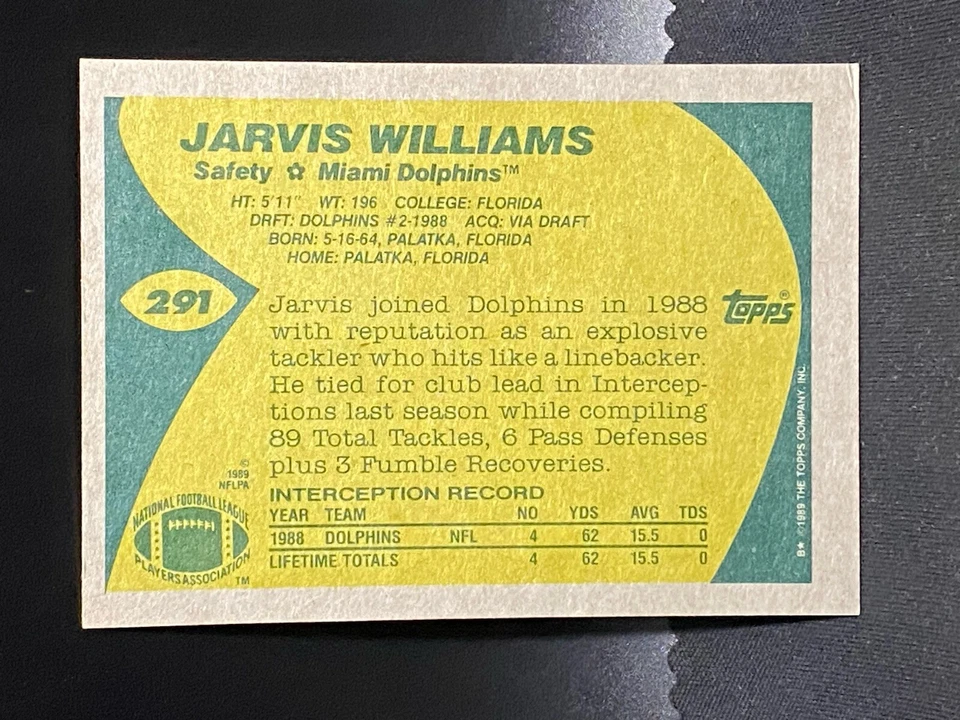 JARVIS WILLIAMS
Safety ✿ Miami Dolphins™
HT: 5'11" WT: 196 COLLEGE: FLORIDA
DRFT: DOLPHINS #2-1988 ACQ: VIA DRAFT
BORN: 5-16-64, PALATKA, FLORIDA
HOME: PALATKA, FLORIDA
291
Jarvis joined Dolphins in 1988
with reputation as an explosive
tackler who hits like a linebacker.
He tied for club lead in Intercep-
tions last season while compiling
89 Total Tackles, 6 Pass Defenses
plus 3 Fumble Recoveries.
topps®
INTERCEPTION RECORD
YEAR TEAM NO YDS AVG TDS
1988 DOLPHINS NFL 4 62 15.5 0
LIFETIME TOTALS 4 62 15.5 0
©
1989
NFLPA
NATIONAL FOOTBALL LEAGUE
PLAYERS ASSOCIATION
TM
B* ©1989 THE TOPPS COMPANY, INC.